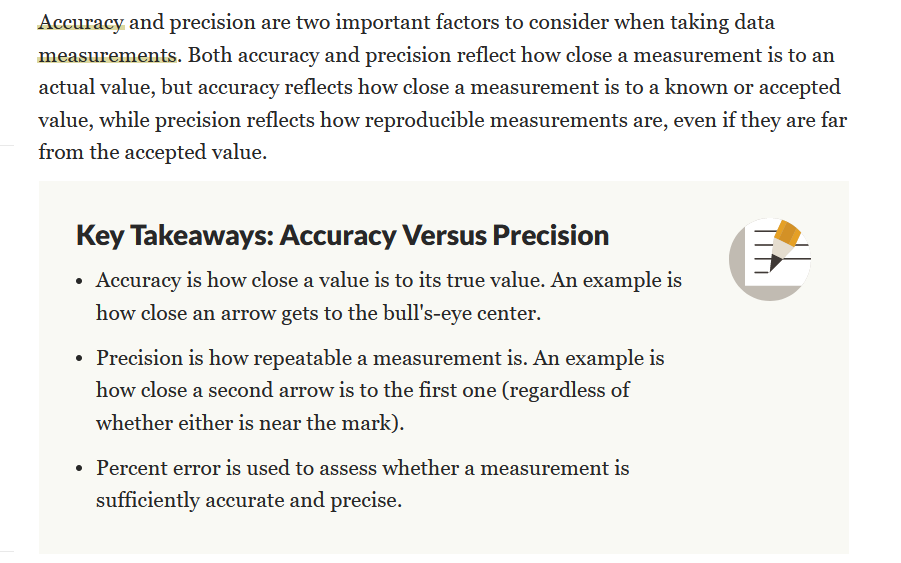 Accuracy and precision are two important factors to consider when taking data
measurements. Both accuracy and precision reflect how close a measurement is to an
actual value, but accuracy reflects how close a measurement is to a known or accepted
value, while precision reflects how reproducible measurements are, even if they are far
from the accepted value.
Key Takeaways: Accuracy Versus Precision
• Accuracy is how close a value is to its true value. An example is
how close an arrow gets to the bull's-eye center.
• Precision is how repeatable a measurement is. An example is
how close a second arrow is to the first one (regardless of
whether either is near the mark).
• Percent error is used to assess whether a measurement is
sufficiently accurate and precise.